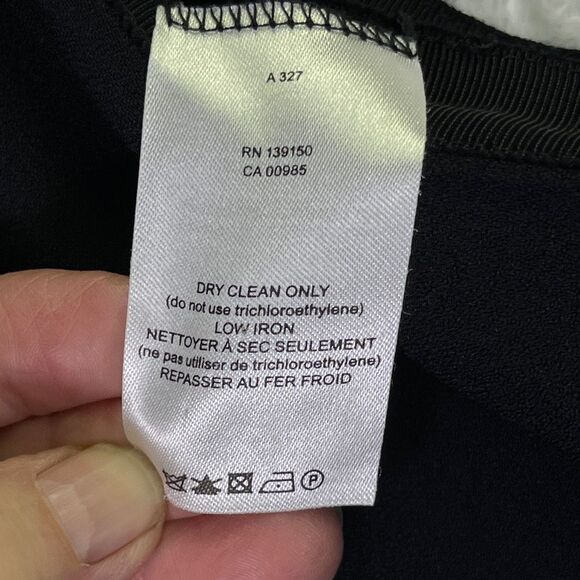 A 327
RN 139150
CA 00985
DRY CLEAN ONLY
(do not use trichloroethylene)
LOW IRON
NETTOYER À SEC SEULEMENT
(ne pas utiliser de trichloroethylene)
REPASSER AU FER FROID
P